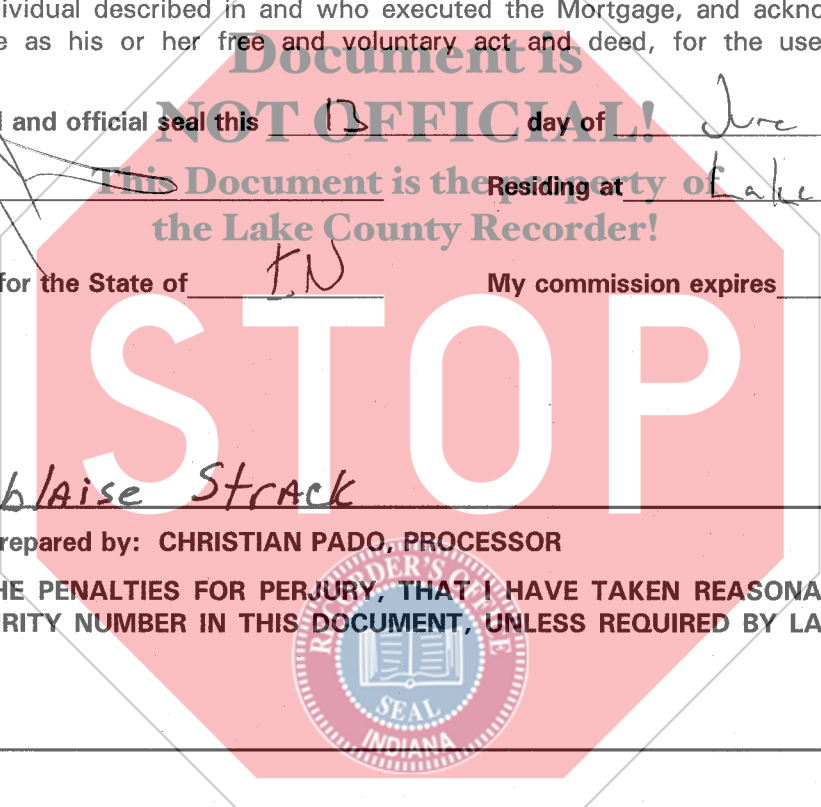 ividual described in and who executed the Mortgage, and ackno
e as his or her free and voluntary act and deed, for the use
Document is
NOT OFFICIAL!
This Document is the property of
the Lake County Recorder!
l and official seal this 13 day of June
Residing at Lake
for the State of IN My commission expires
STOP
blaise Strack
repared by: CHRISTIAN PADO, PROCESSOR
HE PENALTIES FOR PERJURY, THAT I HAVE TAKEN REASONA
RITY NUMBER IN THIS DOCUMENT, UNLESS REQUIRED BY LA
RECORDER'S OFFICE
SEAL
INDIANA